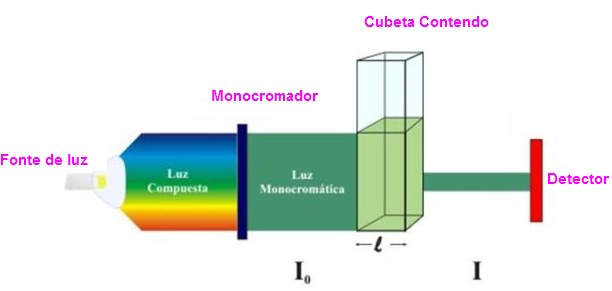 Cubeta Contendo
Monocromador
Fonte de luz
Luz
Compuesta
Luz
Monocromática
Detector
ℓ
I₀
I